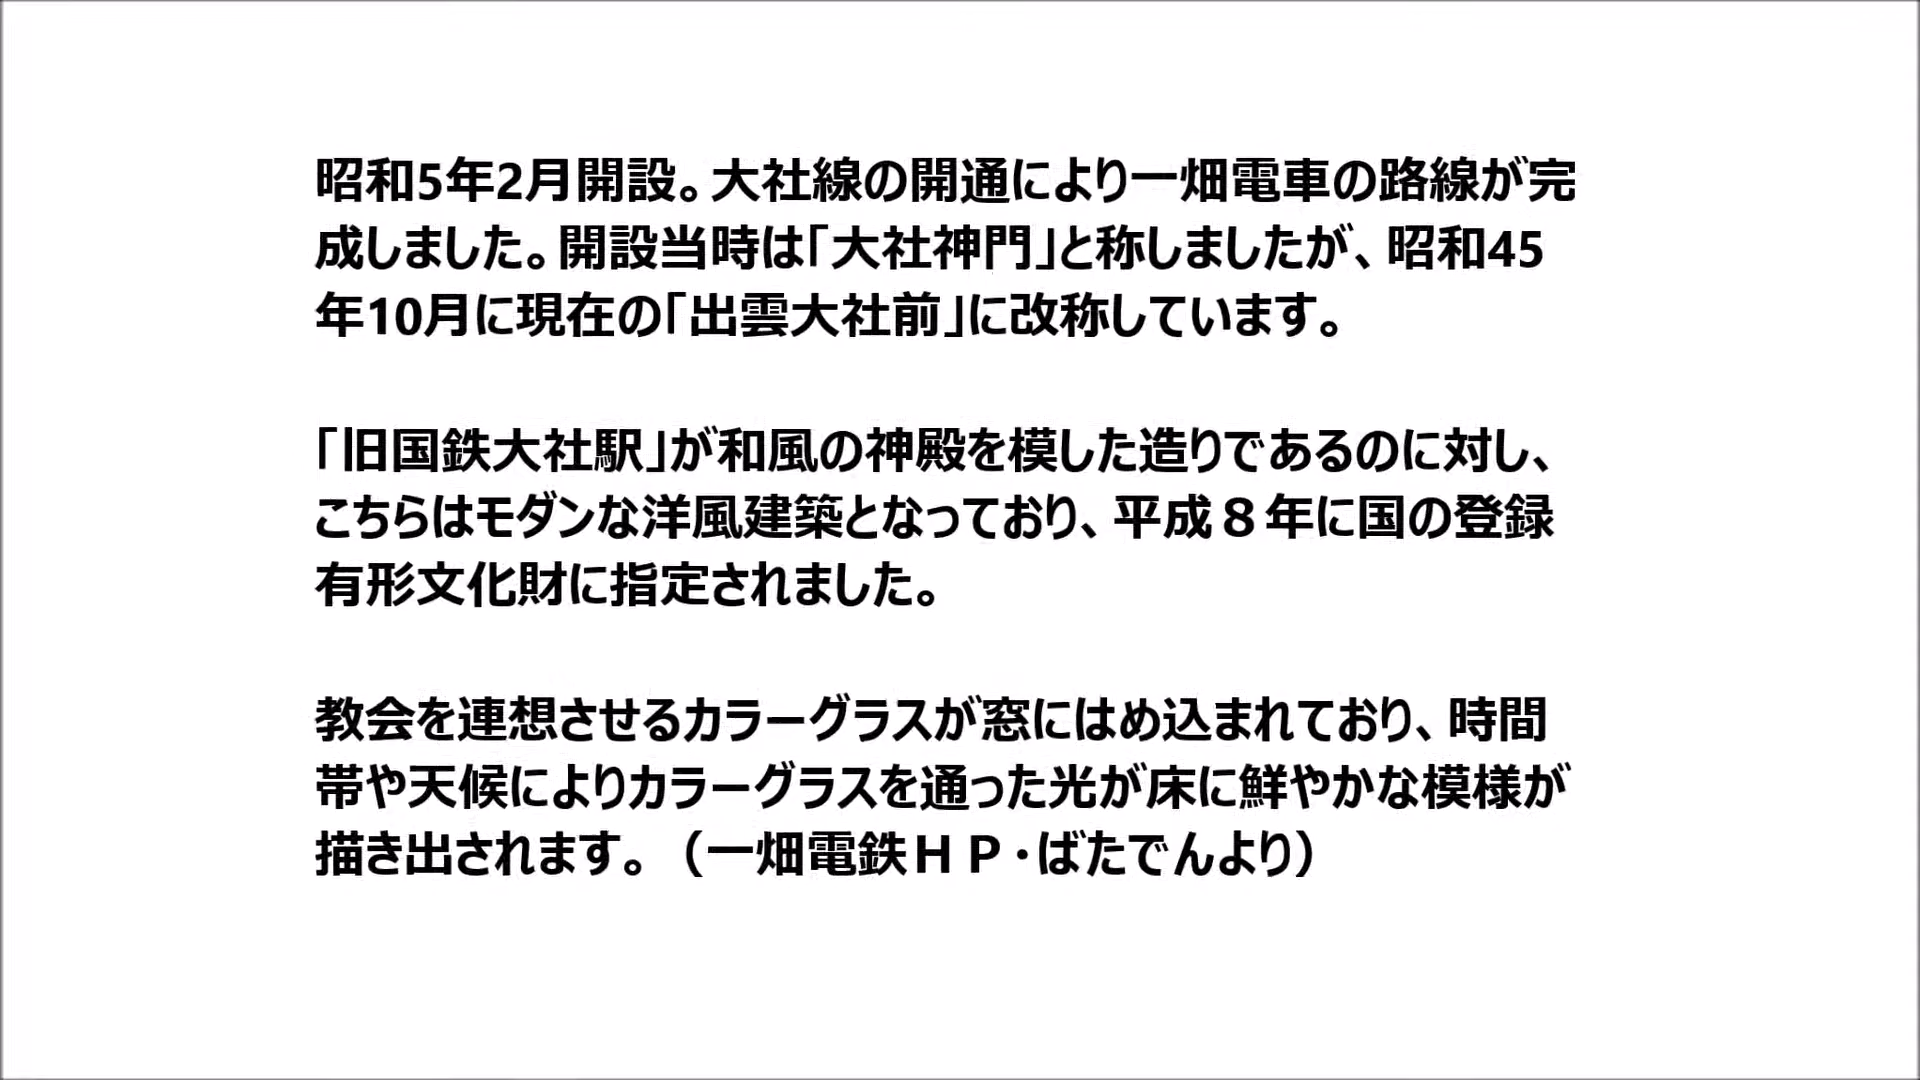 昭和5年2月開設。大社線の開通により一畑電車の路線が完
成しました。開設当時は「大社神門」と称しましたが、昭和45
年10月に現在の「出雲大社前」に改称しています。
「旧国鉄大社駅」が和風の神殿を模した造りであるのに対し、
こちらはモダンな洋風建築となっており、平成８年に国の登録
有形文化財に指定されました。
教会を連想させるカラーグラスが窓にはめ込まれており、時間
帯や天候によりカラーグラスを通った光が床に鮮やかな模様が
描き出されます。（一畑電鉄ＨＰ・ばたでんより）